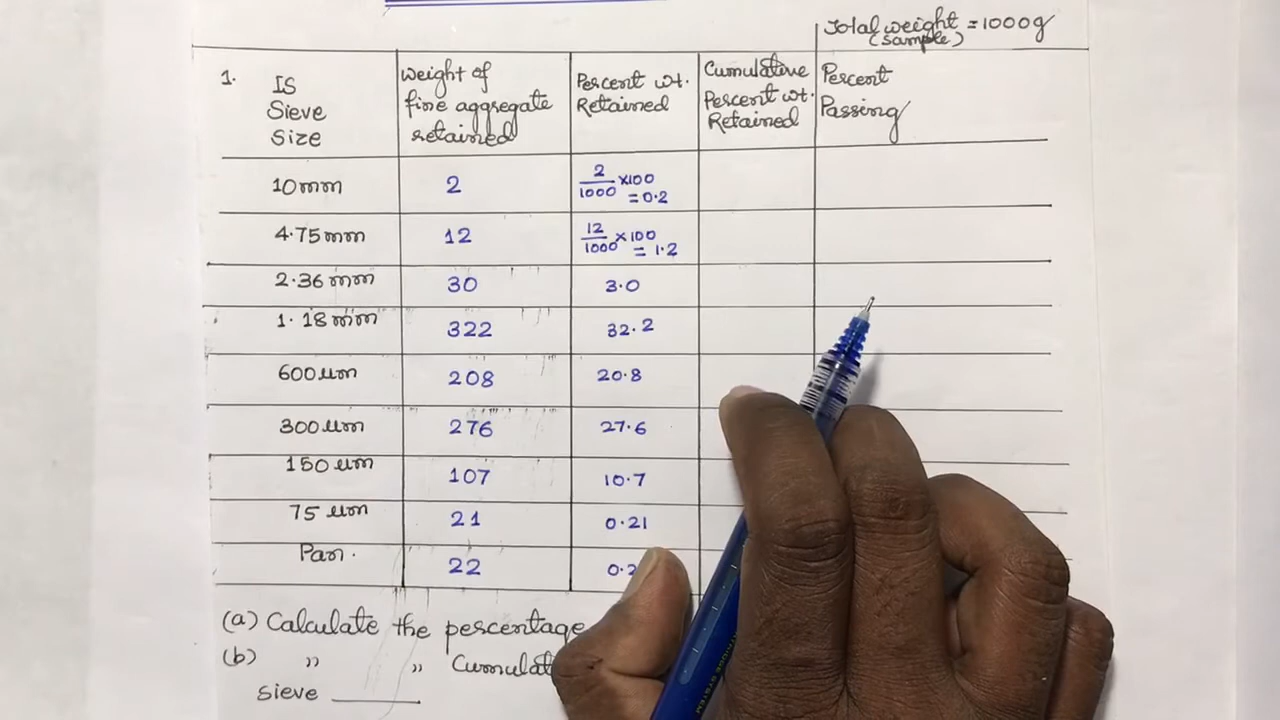 Total weight = 1000g
(Sample)
1. IS Sieve Size
Weight of fine aggregate retained
Percent wt. Retained
Cumulative Percent wt. Retained
Percent Passing
10mm 2 2/1000 ×100 = 0.2
4.75mm 12 12/1000 ×100 = 1.2
2.36mm 30 3.0
1.18mm 322 32.2
600um 208 20.8
300um 276 27.6
150um 107 10.7
75um 21 0.21
Pan. 22
(a) Calculate the percentage
(b) " "
Sieve